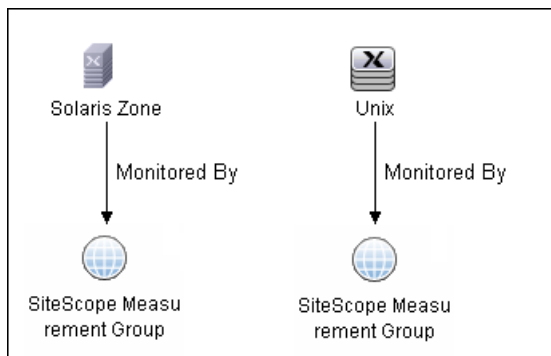 Solaris Zone
Unix
Monitored By
Monitored By
SiteScope Measu
rement Group
SiteScope Measu
rement Group